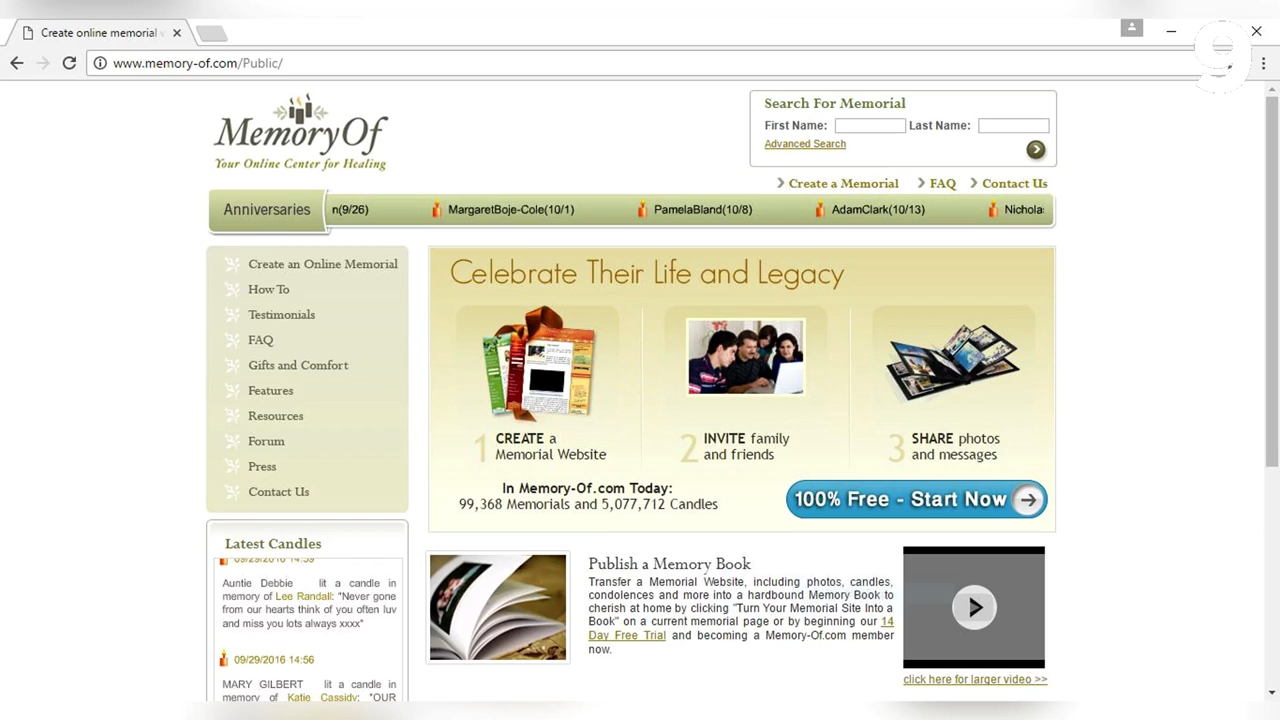 Create online memorial
www.memory-of.com/Public/
9
MemoryOf
Your Online Center for Healing
Search For Memorial
First Name: Last Name:
Advanced Search
Create a Memorial FAQ Contact Us
Anniversaries n(9/26) MargaretBoje-Cole(10/1) PamelaBland(10/8) AdamClark(10/13) Nichola
Create an Online Memorial
How To
Testimonials
FAQ
Gifts and Comfort
Features
Resources
Forum
Press
Contact Us
Celebrate Their Life and Legacy
1 CREATE a
Memorial Website
2 INVITE family
and friends
3 SHARE photos
and messages
In Memory-Of.com Today:
99,368 Memorials and 5,077,712 Candles
100% Free - Start Now
Latest Candles
09/29/2016 14:59
Auntie Debbie lit a candle in
memory of Lee Randall: "Never gone
from our hearts think of you often luv
and miss you lots always xxxx"
09/29/2016 14:56
MARY GILBERT lit a candle in
memory of Katie Cassidy: "OUR
Publish a Memory Book
Transfer a Memorial Website, including photos, candles,
condolences and more into a hardbound Memory Book to
cherish at home by clicking "Turn Your Memorial Site Into a
Book" on a current memorial page or by beginning our 14
Day Free Trial and becoming a Memory-Of.com member
now.
click here for larger video >>